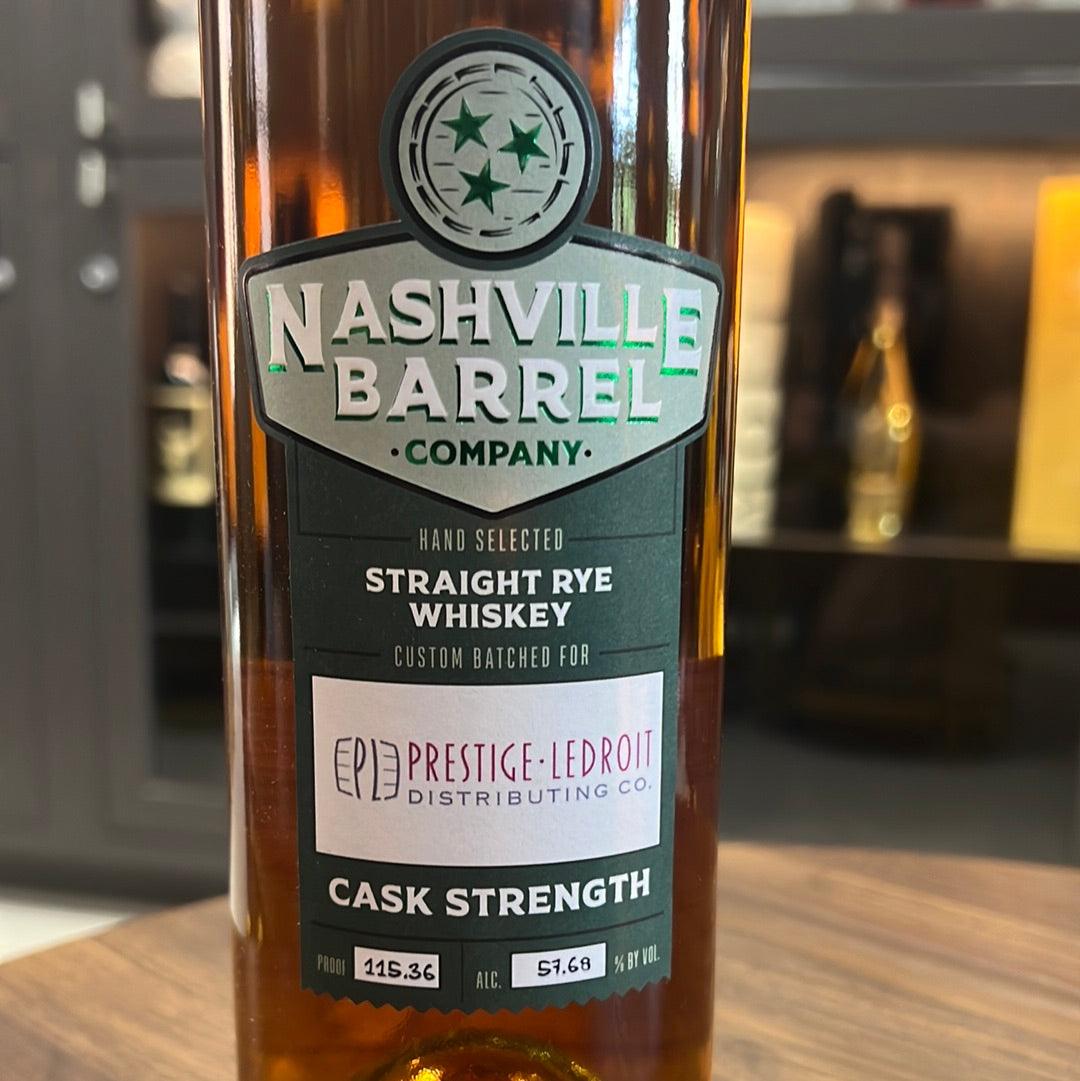 NASHVILLE
BARREL
·COMPANY·
HAND SELECTED
STRAIGHT RYE
WHISKEY
CUSTOM BATCHED FOR
PLD PRESTIGE·LEDROIT
DISTRIBUTING CO.
CASK STRENGTH
PROOF 115.36 ALC. 57.68 % BY VOL.